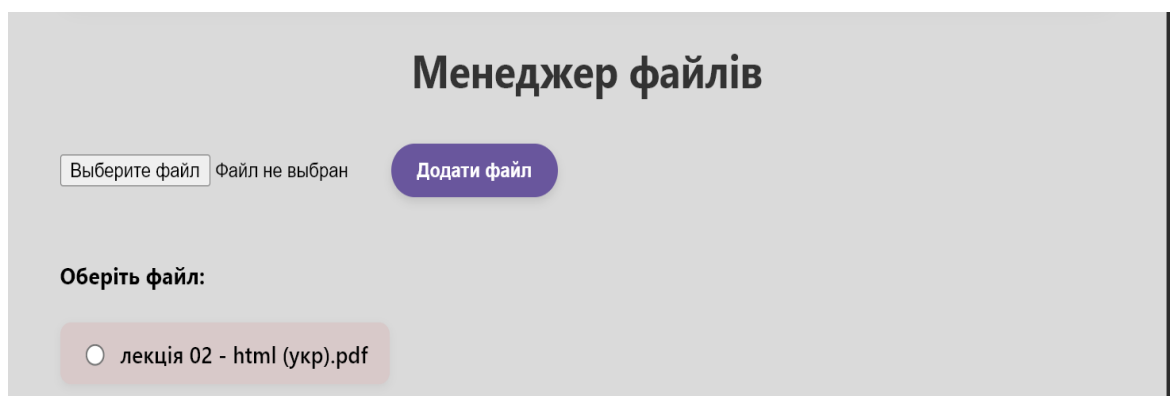 Менеджер файлів
Выберите файл Файл не выбран Додати файл
Оберіть файл:
лекція 02 - html (укр).pdf